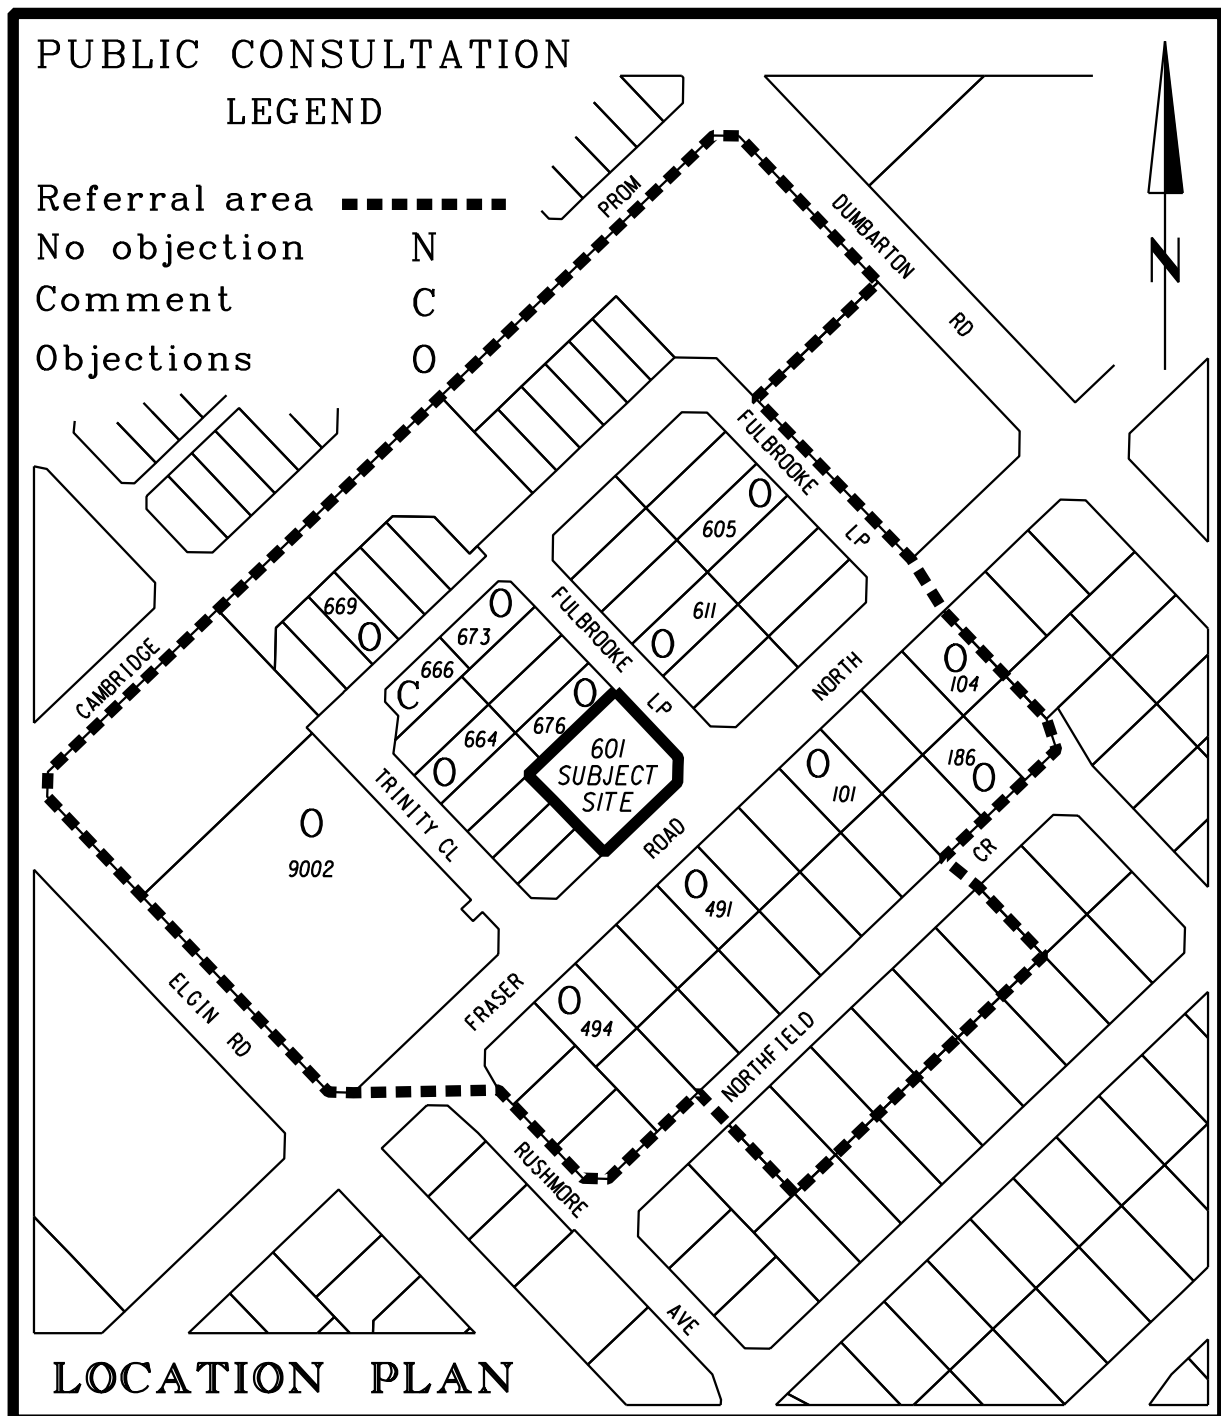 PUBLIC CONSULTATION
LEGEND
Referral area
No objection N
Comment C
Objections O
PROM
DUMBARTON
RD
N
FULBROOKE
LP
O
605
611
O
FULBROOKE
LP
669
O
O
673
666
C
664
O
O
676
601
SUBJECT
SITE
CAMBRIDGE
TRINITY CL
O
9002
NORTH
ROAD
FRASER
O
104
186
O
O
101
O
491
O
494
CR
NORTHFIELD
ELGIN RD
RUSHMORE
AVE
LOCATION PLAN